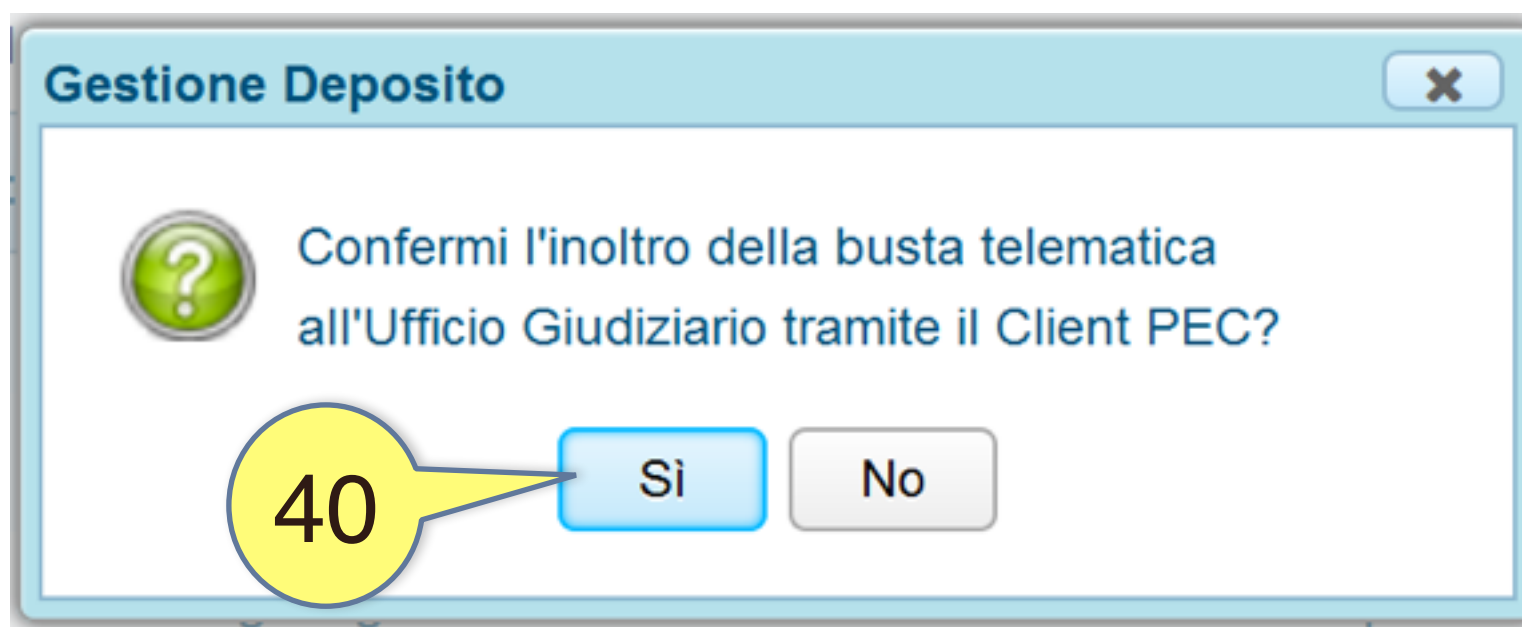 Gestione Deposito
Confermi l'inoltro della busta telematica
all'Ufficio Giudiziario tramite il Client PEC?
40
Sì
No